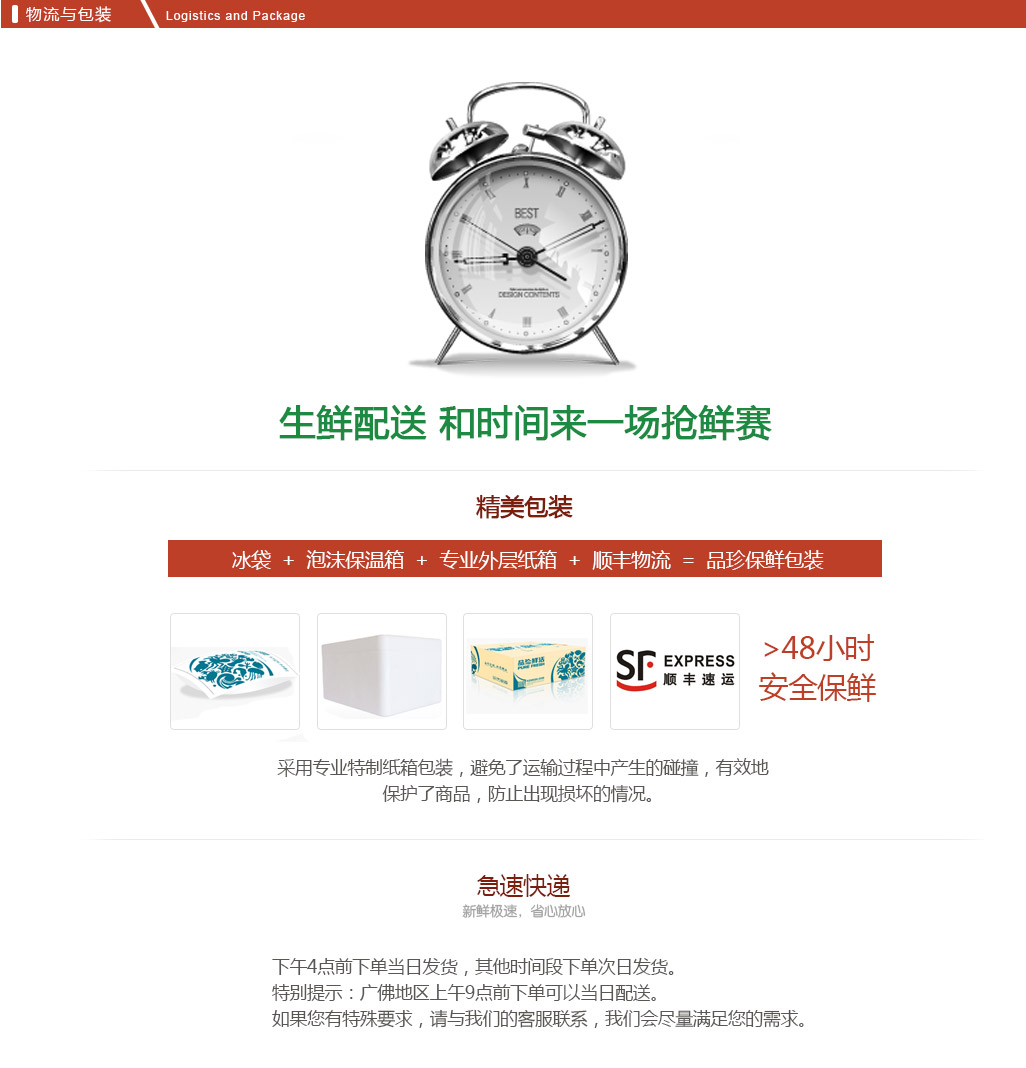 物流与包装
Logistics and Package
BEST
DESIGN CONTENTS
生鲜配送 和时间来一场抢鲜赛
精美包装
冰袋 + 泡沫保温箱 + 专业外层纸箱 + 顺丰物流 = 品珍保鲜包装
品珍鲜活
PURE FRESH
SF EXPRESS
顺丰速运
>48小时
安全保鲜
采用专业特制纸箱包装，避免了运输过程中产生的碰撞，有效地
保护了商品，防止出现损坏的情况。
急速快递
新鲜极速，省心放心
下午4点前下单当日发货，其他时间段下单次日发货。
特别提示：广佛地区上午9点前下单可以当日配送。
如果您有特殊要求，请与我们的客服联系，我们会尽量满足您的需求。